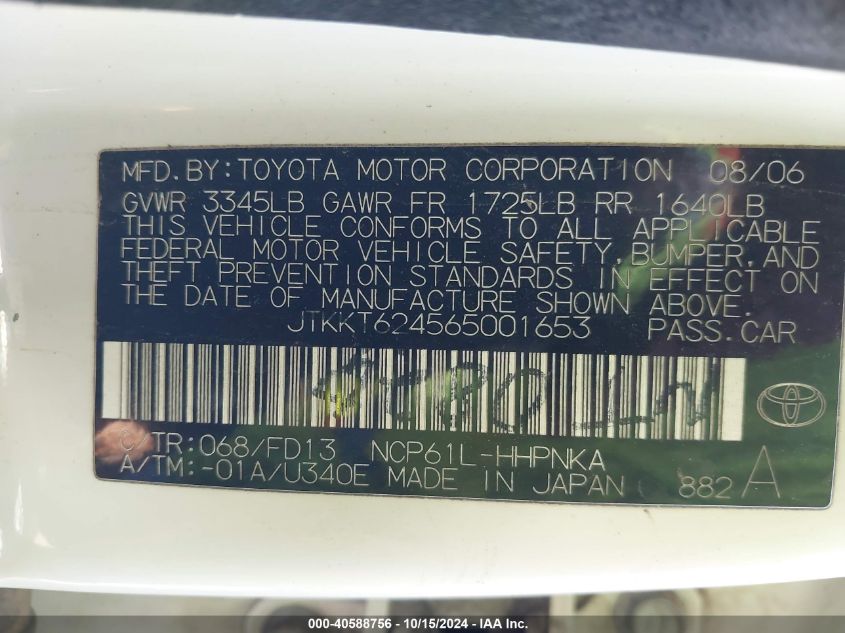 MFD. BY: TOYOTA MOTOR CORPORATION 08/06
GVWR 3345LB GAWR FR 1725LB RR 1640LB
THIS VEHICLE CONFORMS TO ALL APPLICABLE
FEDERAL MOTOR VEHICLE SAFETY, BUMPER, AND
THEFT PREVENTION STANDARDS IN EFFECT ON
THE DATE OF MANUFACTURE SHOWN ABOVE.
JTKKT624565001653 PASS.CAR
C/TR: 068/FD13 NCP61L-HHPNKA
A/TM: -01A/U340E MADE IN JAPAN 882 A
000-40588756 - 10/15/2024 - IAA Inc.